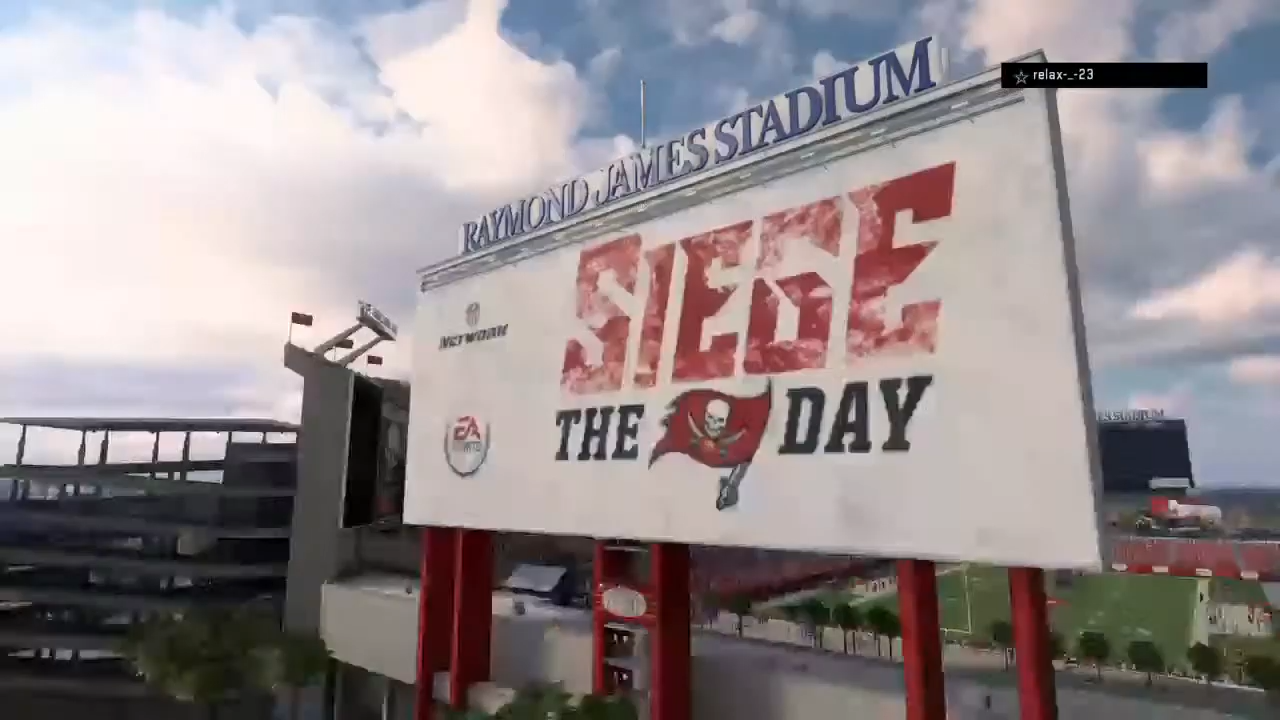 relax-_-23
RAYMOND JAMES STADIUM
SIEGE
NETWORK
THE DAY
EA